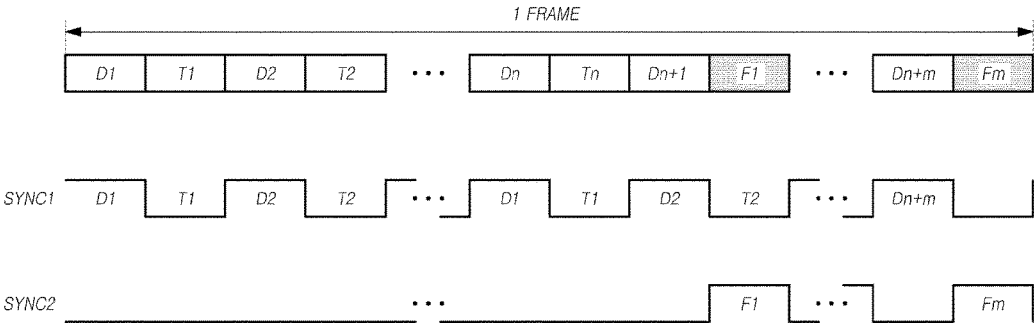 1 FRAME
D1 T1 D2 T2 ••• Dn Tn Dn+1 F1 ••• Dn+m Fm
SYNC1 D1 T1 D2 T2 ••• D1 T1 D2 T2 ••• Dn+m
SYNC2 ••• F1 ••• Fm